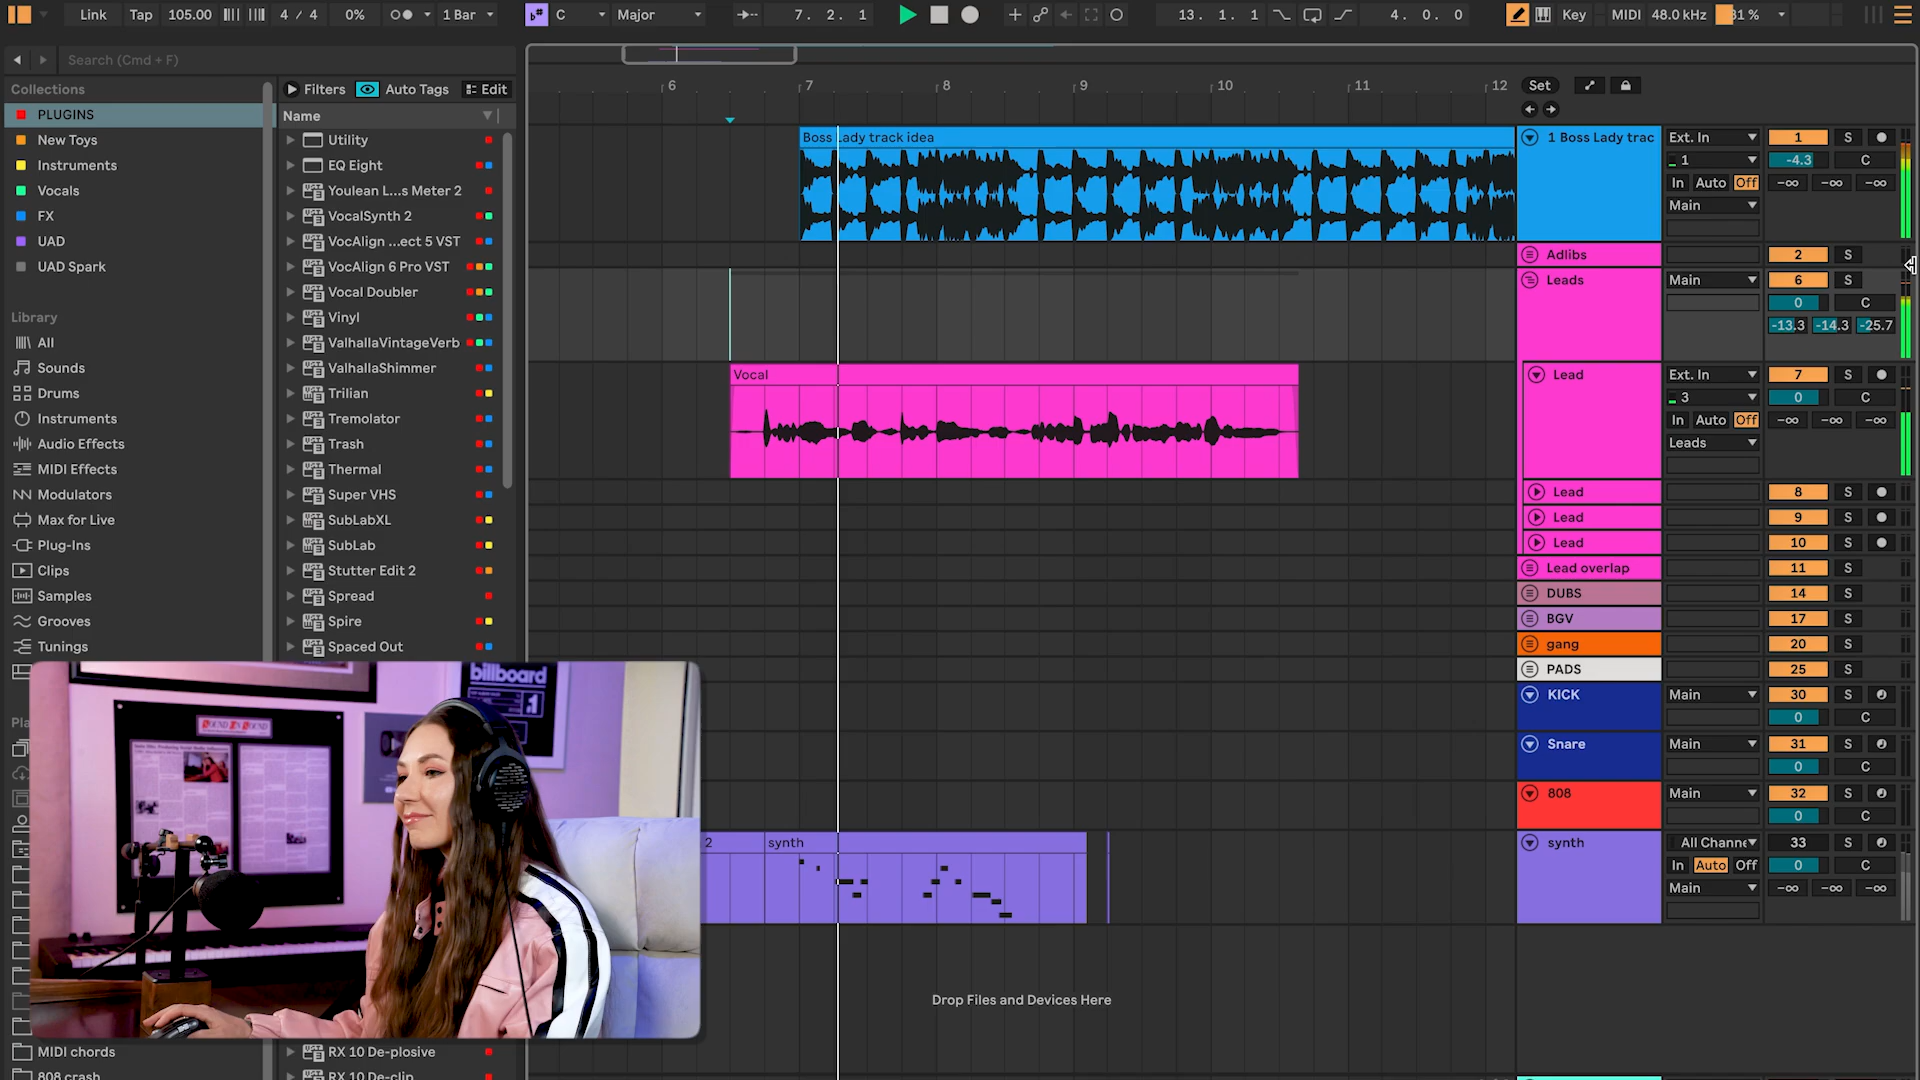 Link Tap 105.00 4 / 4 0% 1 Bar C Major 7. 2. 1 13. 1. 1 4. 0. 0 Key MIDI 48.0 kHz 31 %
Search (Cmd + F)
Collections
PLUGINS
New Toys
Instruments
Vocals
FX
UAD
UAD Spark
Library
All
Sounds
Drums
Instruments
Audio Effects
MIDI Effects
Modulators
Max for Live
Plug-Ins
Clips
Samples
Grooves
Tunings
Pla
MIDI chords
808 crash
Filters Auto Tags Edit
Name
Utility
EQ Eight
Youlean L...s Meter 2
VocalSynth 2
VocAlign ...ect 5 VST
VocAlign 6 Pro VST
Vocal Doubler
Vinyl
ValhallaVintageVerb
ValhallaShimmer
Trilian
Tremolator
Trash
Thermal
Super VHS
SubLabXL
SubLab
Stutter Edit 2
Spread
Spire
Spaced Out
RX 10 De-plosive
RX 10 De-clip
billboard
SOUND ON SOUND
6 7 8 9 10 11 12
Boss Lady track idea
Vocal
2 synth
Drop Files and Devices Here
Set
1 Boss Lady trac Ext. In 1 S
1 -4.3 C
In Auto Off -∞ -∞ -∞
Main
Adlibs 2 S
Leads Main 6 S
0 C
-13.3 -14.3 -25.7
Lead Ext. In 7 S
3 0 C
In Auto Off -∞ -∞ -∞
Leads
Lead 8 S
Lead 9 S
Lead 10 S
Lead overlap 11 S
DUBS 14 S
BGV 17 S
gang 20 S
PADS 25 S
KICK Main 30 S
0 C
Snare Main 31 S
0 C
808 Main 32 S
0 C
synth All Channe 33 S
In Auto Off 0 C
Main -∞ -∞ -∞